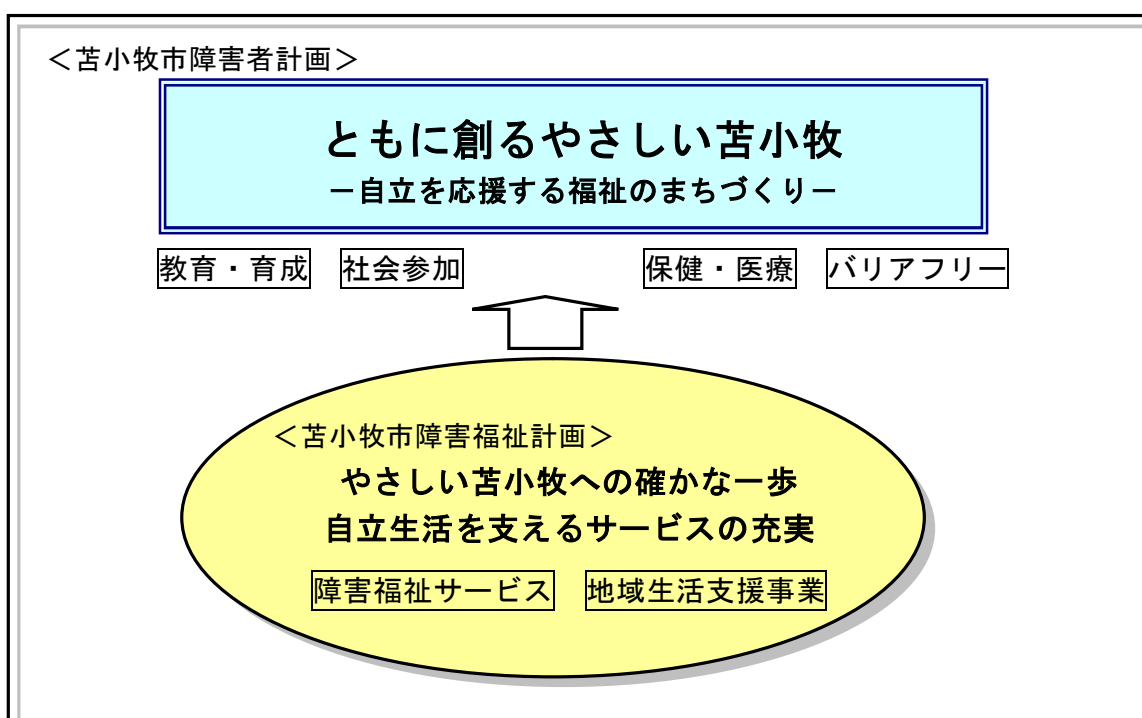 ＜苫小牧市障害者計画＞
ともに創るやさしい苫小牧
－自立を応援する福祉のまちづくり－
教育・育成　社会参加　保健・医療　バリアフリー
＜苫小牧市障害福祉計画＞
やさしい苫小牧への確かな一歩
自立生活を支えるサービスの充実
障害福祉サービス　地域生活支援事業